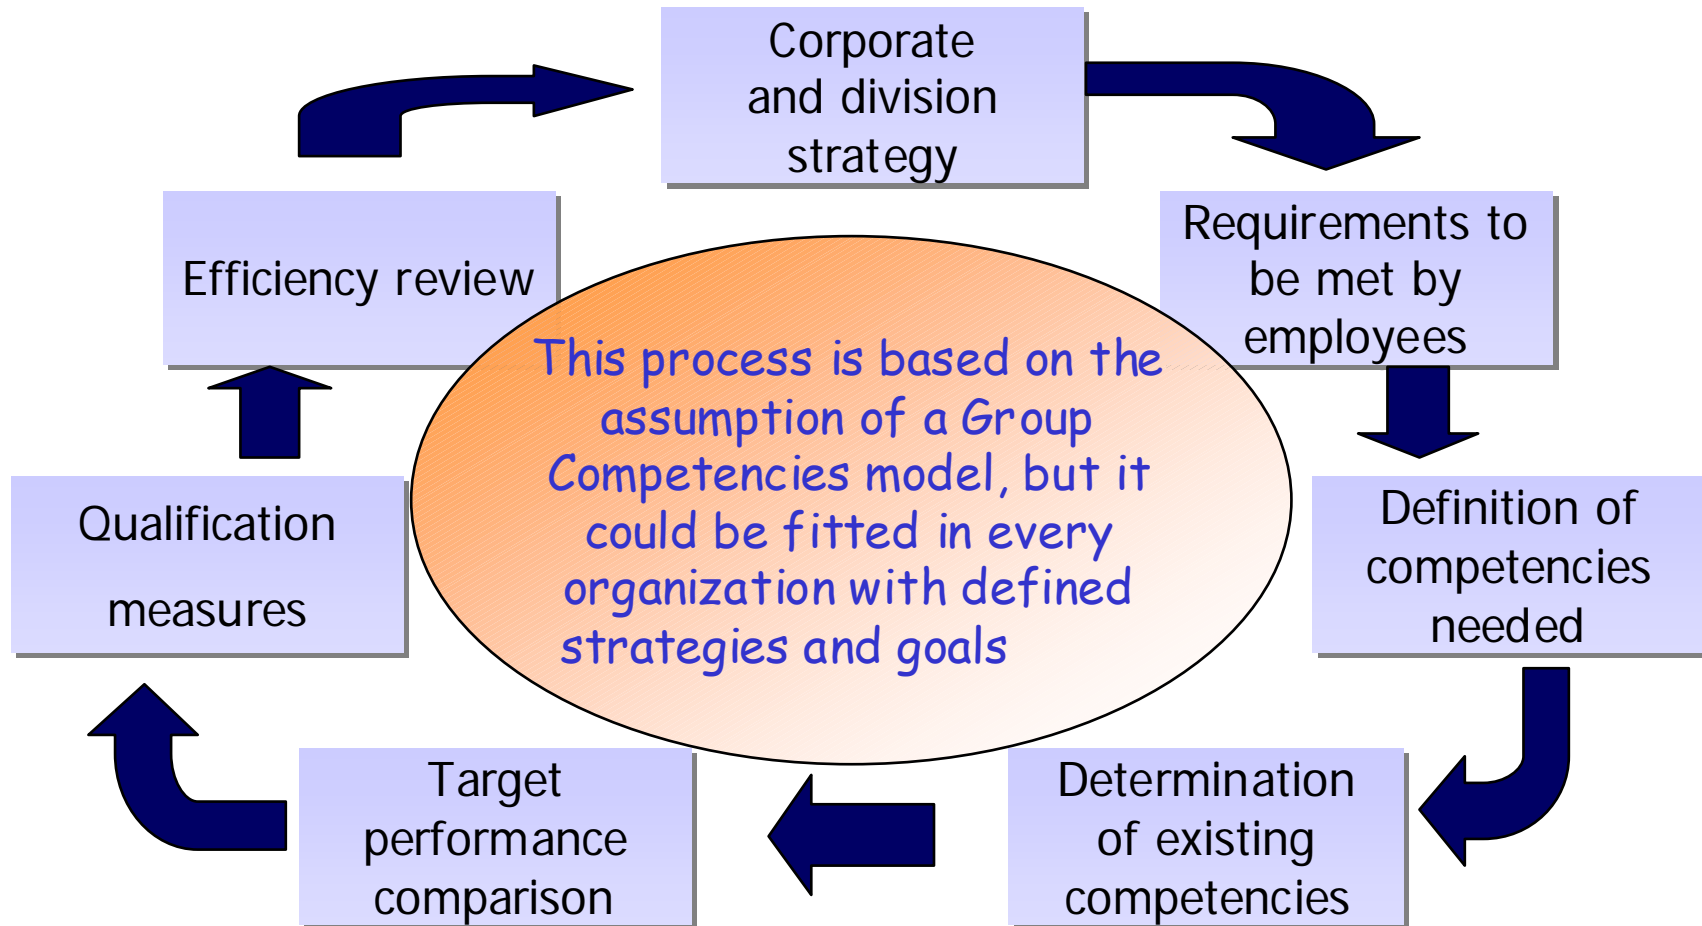 Corporate
and division
strategy
Requirements to
be met by
employees
Definition of
competencies
needed
Determination
of existing
competencies
Target
performance
comparison
Qualification
measures
Efficiency review
This process is based on the
assumption of a Group
Competencies model, but it
could be fitted in every
organization with defined
strategies and goals